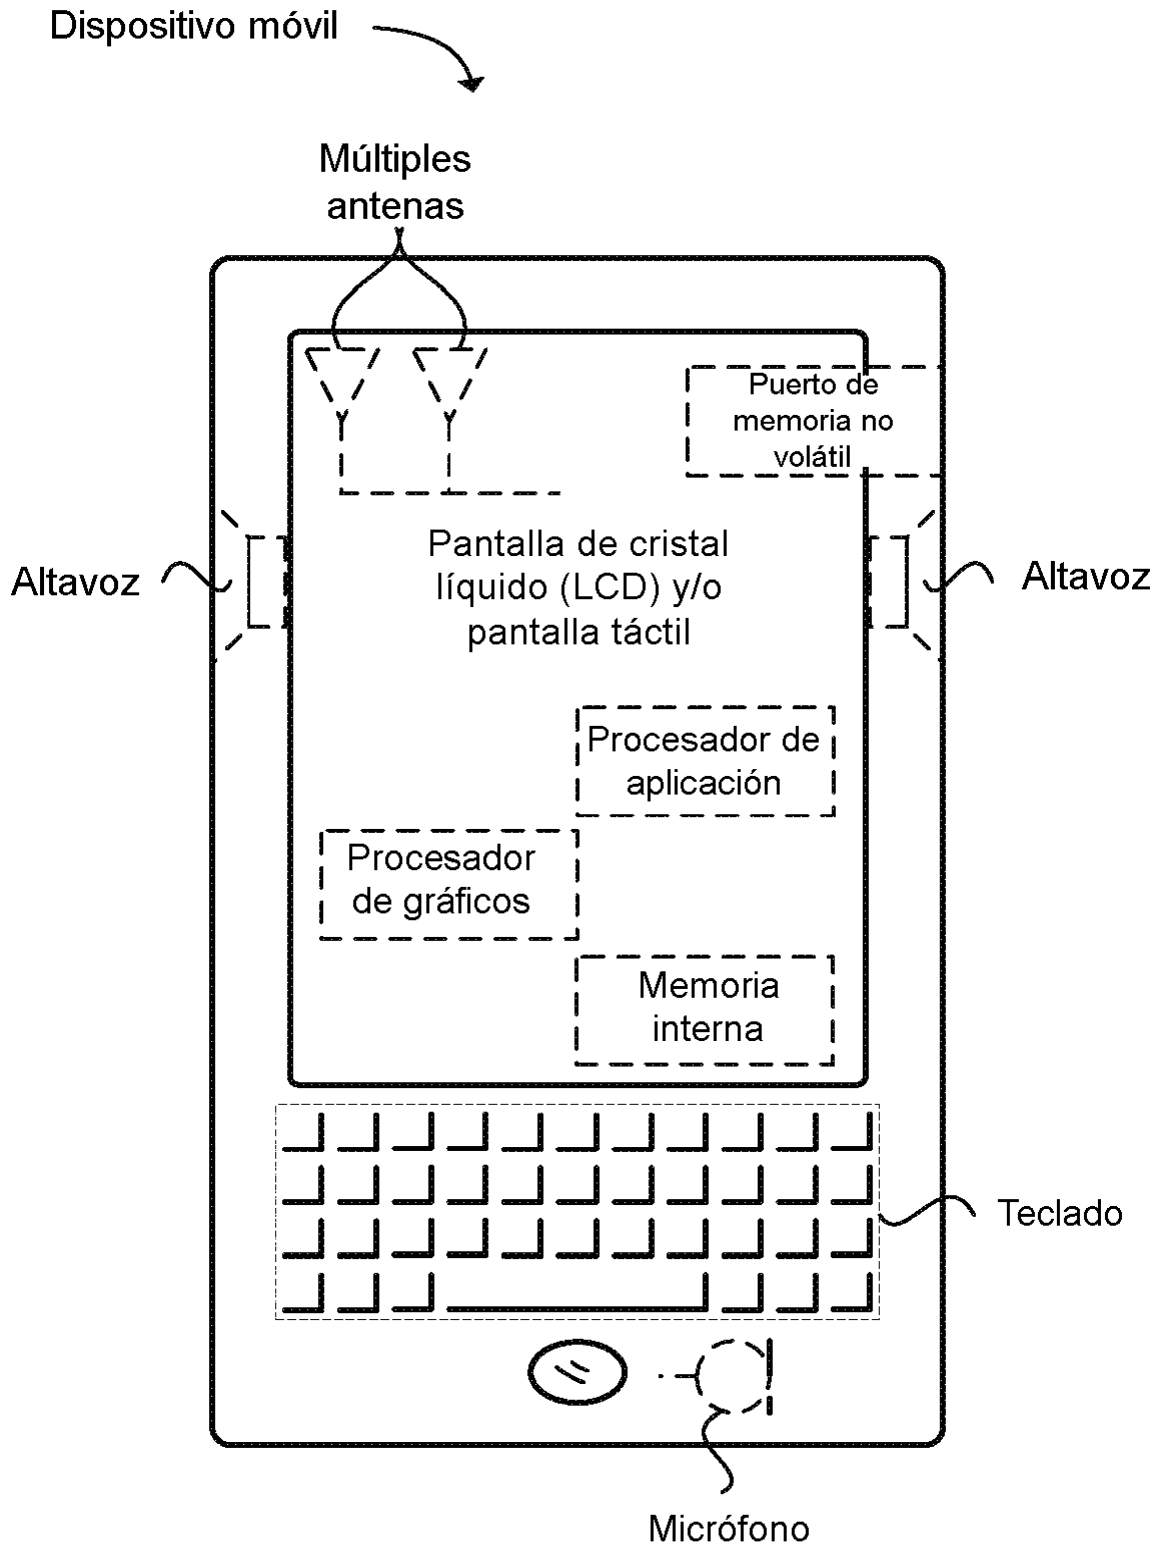 Dispositivo móvil
Múltiples
antenas
Puerto de
memoria no
volátil
Pantalla de cristal
líquido (LCD) y/o
pantalla táctil
Altavoz
Altavoz
Procesador de
aplicación
Procesador
de gráficos
Memoria
interna
Teclado
Micrófono